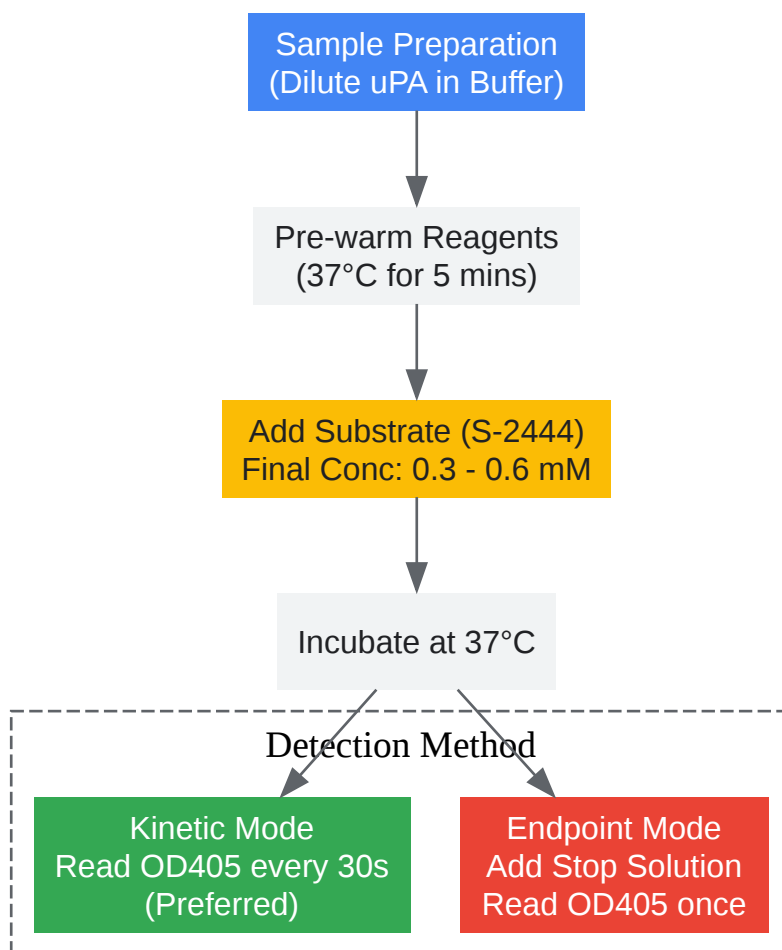 Sample Preparation
(Dilute uPA in Buffer)
Pre-warm Reagents
(37°C for 5 mins)
Add Substrate (S-2444)
Final Conc: 0.3 - 0.6 mM
Incubate at 37°C
Detection Method
Kinetic Mode
Read OD405 every 30s
(Preferred)
Endpoint Mode
Add Stop Solution
Read OD405 once